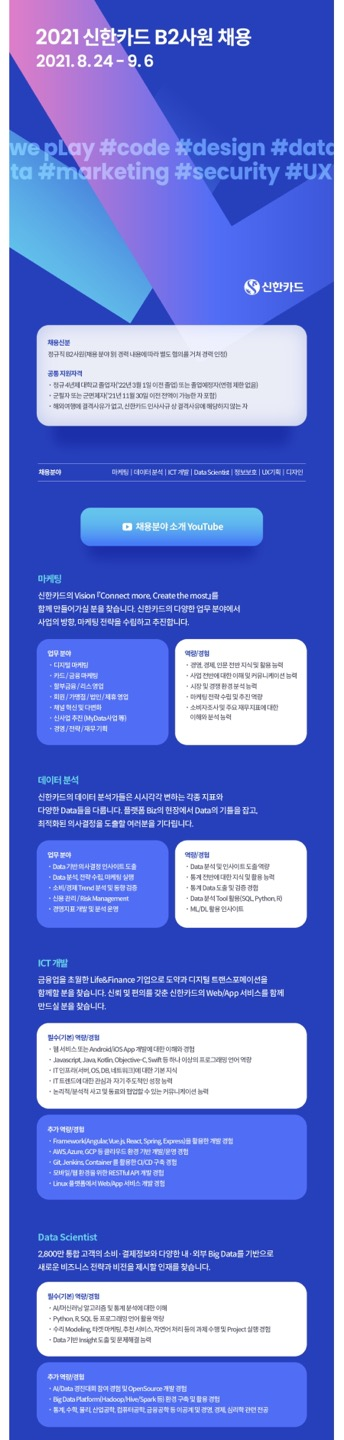 2021 신한카드 B2사원 채용
2021. 8. 24 - 9. 6
we pLay #code #design #data
ta #marketing #security #UX
신한카드
채용신분
정규직 B2사원(채용 분야 별 경력 내용에 따라 별도 협의를 거쳐 경력 인정)
공통 지원자격
· 정규 4년제 대학교 졸업자('22년 3월 1일 이전 졸업) 또는 졸업예정자(연령 제한 없음)
· 군필자 또는 군면제자('21년 11월 30일 이전 전역이 가능한 자 포함)
· 해외여행에 결격사유가 없고, 신한카드 인사사규 상 결격사유에 해당하지 않는 자
채용분야
마케팅 | 데이터 분석 | ICT 개발 | Data Scientist | 정보보호 | UX기획 | 디자인
채용분야 소개 YouTube
마케팅
신한카드의 Vision 『Connect more, Create the most』를
함께 만들어가실 분을 찾습니다. 신한카드의 다양한 업무 분야에서
사업의 방향, 마케팅 전략을 수립하고 추진합니다.
업무 분야
· 디지털 마케팅
· 카드 / 금융 마케팅
· 할부금융 / 리스 영업
· 회원 / 가맹점 / 법인 / 제휴 영업
· 채널 혁신 및 다변화
· 신사업 추진 (MyData사업 等)
· 경영 / 전략 / 재무 기획
역량/경험
· 경영, 경제, 인문 전반 지식 및 활용 능력
· 사업 전반에 대한 이해 및 커뮤니케이션 능력
· 시장 및 경쟁 환경 분석 능력
· 마케팅 전략 수립 및 추진 역량
· 소비자조사 및 주요 재무지표에 대한
이해와 분석 능력
데이터 분석
신한카드의 데이터 분석가들은 시시각각 변하는 각종 지표와
다양한 Data들을 다룹니다. 플랫폼 Biz의 현장에서 Data의 기틀을 잡고,
최적화된 의사결정을 도출할 여러분을 기다립니다.
업무 분야
· Data 기반 의사결정 인사이트 도출
· Data 분석, 전략 수립, 마케팅 실행
· 소비/경제 Trend 분석 및 동향 검증
· 신용 관리 / Risk Management
· 경영지표 개발 및 분석 운영
역량/경험
· Data 분석 및 인사이트 도출 역량
· 통계 전반에 대한 지식 및 활용 능력
· 통계 Data 도출 및 검증 경험
· Data 분석 Tool 활용(SQL, Python, R)
· ML/DL 활용 인사이트
ICT 개발
금융업을 초월한 Life&Finance 기업으로 도약과 디지털 트랜스포메이션을
함께할 분을 찾습니다. 신뢰 및 편의를 갖춘 신한카드의 Web/App 서비스를 함께
만드실 분을 찾습니다.
필수(기본) 역량/경험
· 웹 서비스 또는 Android/iOS App 개발에 대한 이해와 경험
· Javascript, Java, Kotlin, Objective-C, Swift 등 하나 이상의 프로그래밍 언어 역량
· IT 인프라(서버, OS, DB, 네트워크)에 대한 기본 지식
· IT 트렌드에 대한 관심과 자기 주도적인 성장 능력
· 논리적/분석적 사고 및 동료와 협업할 수 있는 커뮤니케이션 능력
추가 역량/경험
· Framework(Angular, Vue.js, React, Spring, Express)을 활용한 개발 경험
· AWS, Azure, GCP 등 클라우드 환경 기반 개발/운영 경험
· Git, Jenkins, Container 를 활용한 CI/CD 구축 경험
· 모바일/웹 환경을 위한 RESTful API 개발 경험
· Linux 플랫폼에서 Web/App 서비스 개발 경험
Data Scientist
2,800만 통합 고객의 소비 · 결제정보와 다양한 내 · 외부 Big Data를 기반으로
새로운 비즈니스 전략과 비전을 제시할 인재를 찾습니다.
필수(기본) 역량/경험
· AI/머신러닝 알고리즘 및 통계 분석에 대한 이해
· Python, R, SQL 등 프로그래밍 언어 활용 역량
· 수리 Modeling, 타겟 마케팅, 추천 서비스, 자연어 처리 등의 과제 수행 및 Project 실행 경험
· Data 기반 Insight 도출 및 문제해결 능력
추가 역량/경험
· AI/Data 경진대회 참여 경험 및 OpenSource 개발 경험
· Big Data Platform(Hadoop/Hive/Spark 등) 환경 구축 및 활용 경험
· 통계, 수학, 물리, 산업공학, 컴퓨터공학, 금융공학 등 이공계 및 경영, 경제, 심리학 관련 전공